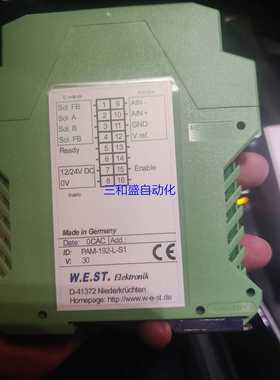 Sol. FB 1 9 AIN -
Sol. A 2 10 AIN+
Sol. B 3 11 GND
Sol. FB 4 12 V ref.
Ready 5 13
6 14
12/24V DC 7 15 Enable
0V 8 16
三和盛自动化
Made in Germany
Date: 0CAC Add.:
ID: PAM-192-L-S1
V: 30
W.E.ST. Elektronik
D-41372 Niederkrüchten
Homepage: http://www.w-e-st.de
CE